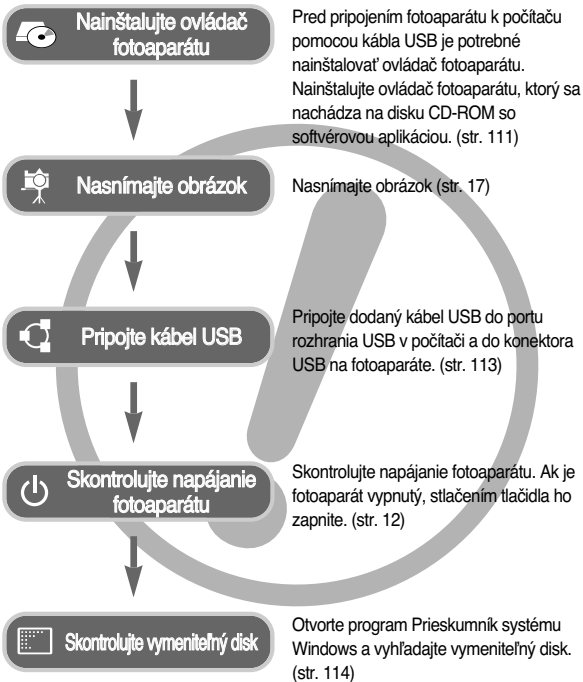 Nainštalujte ovládač
fotoaparátu
Pred pripojením fotoaparátu k počítaču
pomocou kábla USB je potrebné
nainštalovať ovládač fotoaparátu.
Nainštalujte ovládač fotoaparátu, ktorý sa
nachádza na disku CD-ROM so
softvérovou aplikáciou. (str. 111)
Nasnímajte obrázok
Nasnímajte obrázok (str. 17)
Pripojte kábel USB
Pripojte dodaný kábel USB do portu
rozhrania USB v počítači a do konektora
USB na fotoaparáte. (str. 113)
Skontrolujte napájanie
fotoaparátu
Skontrolujte napájanie fotoaparátu. Ak je
fotoaparát vypnutý, stlačením tlačidla ho
zapnite. (str. 12)
Skontrolujte vymeniteľný disk
Otvorte program Prieskumník systému
Windows a vyhľadajte vymeniteľný disk.
(str. 114)